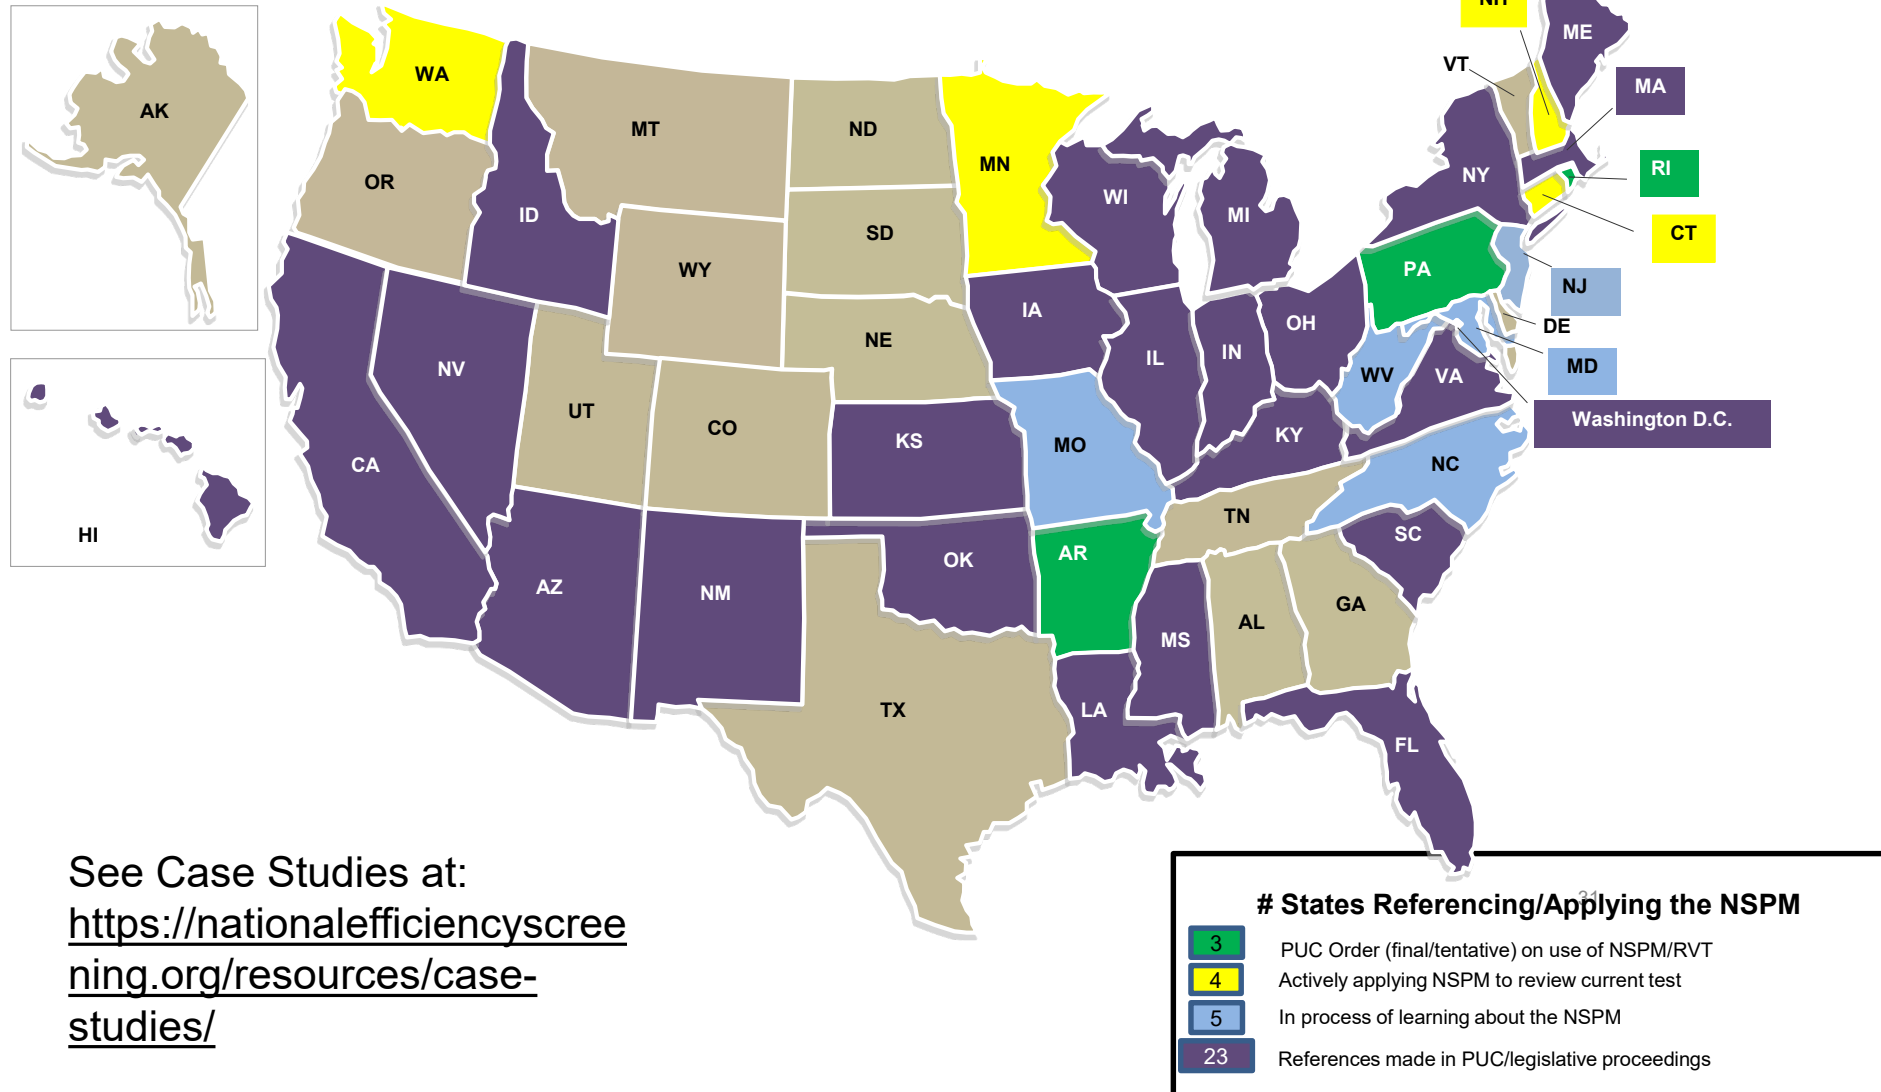 NH
ME
WA
VT
MA
AK
MT
ND
MN
RI
OR
NY
WI
ID
MI
SD
CT
WY
PA
NJ
IA
OH
DE
NE
IN
IL
MD
NV
WV
VA
UT
CO
Washington D.C.
KS
KY
MO
CA
NC
TN
HI
SC
AR
OK
AZ
NM
GA
AL
MS
TX
LA
FL
See Case Studies at:
https://nationalefficiencyscree
ning.org/resources/case-
studies/
31
# States Referencing/Applying the NSPM
3 PUC Order (final/tentative) on use of NSPM/RVT
4 Actively applying NSPM to review current test
5 In process of learning about the NSPM
23 References made in PUC/legislative proceedings